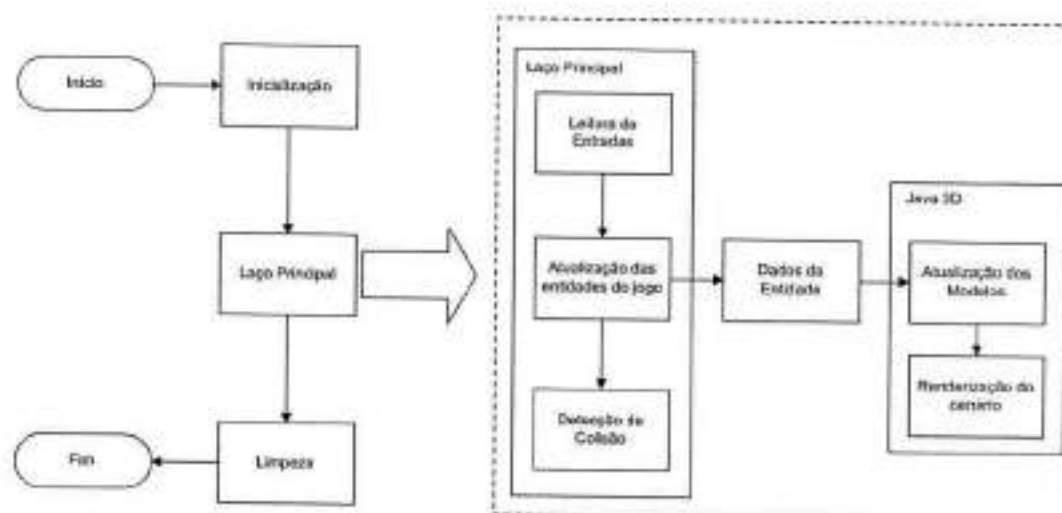 Início
Inicialização
Laço Principal
Limpeza
Fim
Laço Principal
Leitura da
Entradas
Atualização das
entidades do jogo
Detecção de
Colisão
Dados da
Entidade
Java 3D
Atualização dos
Modelos
Renderização do
cenário